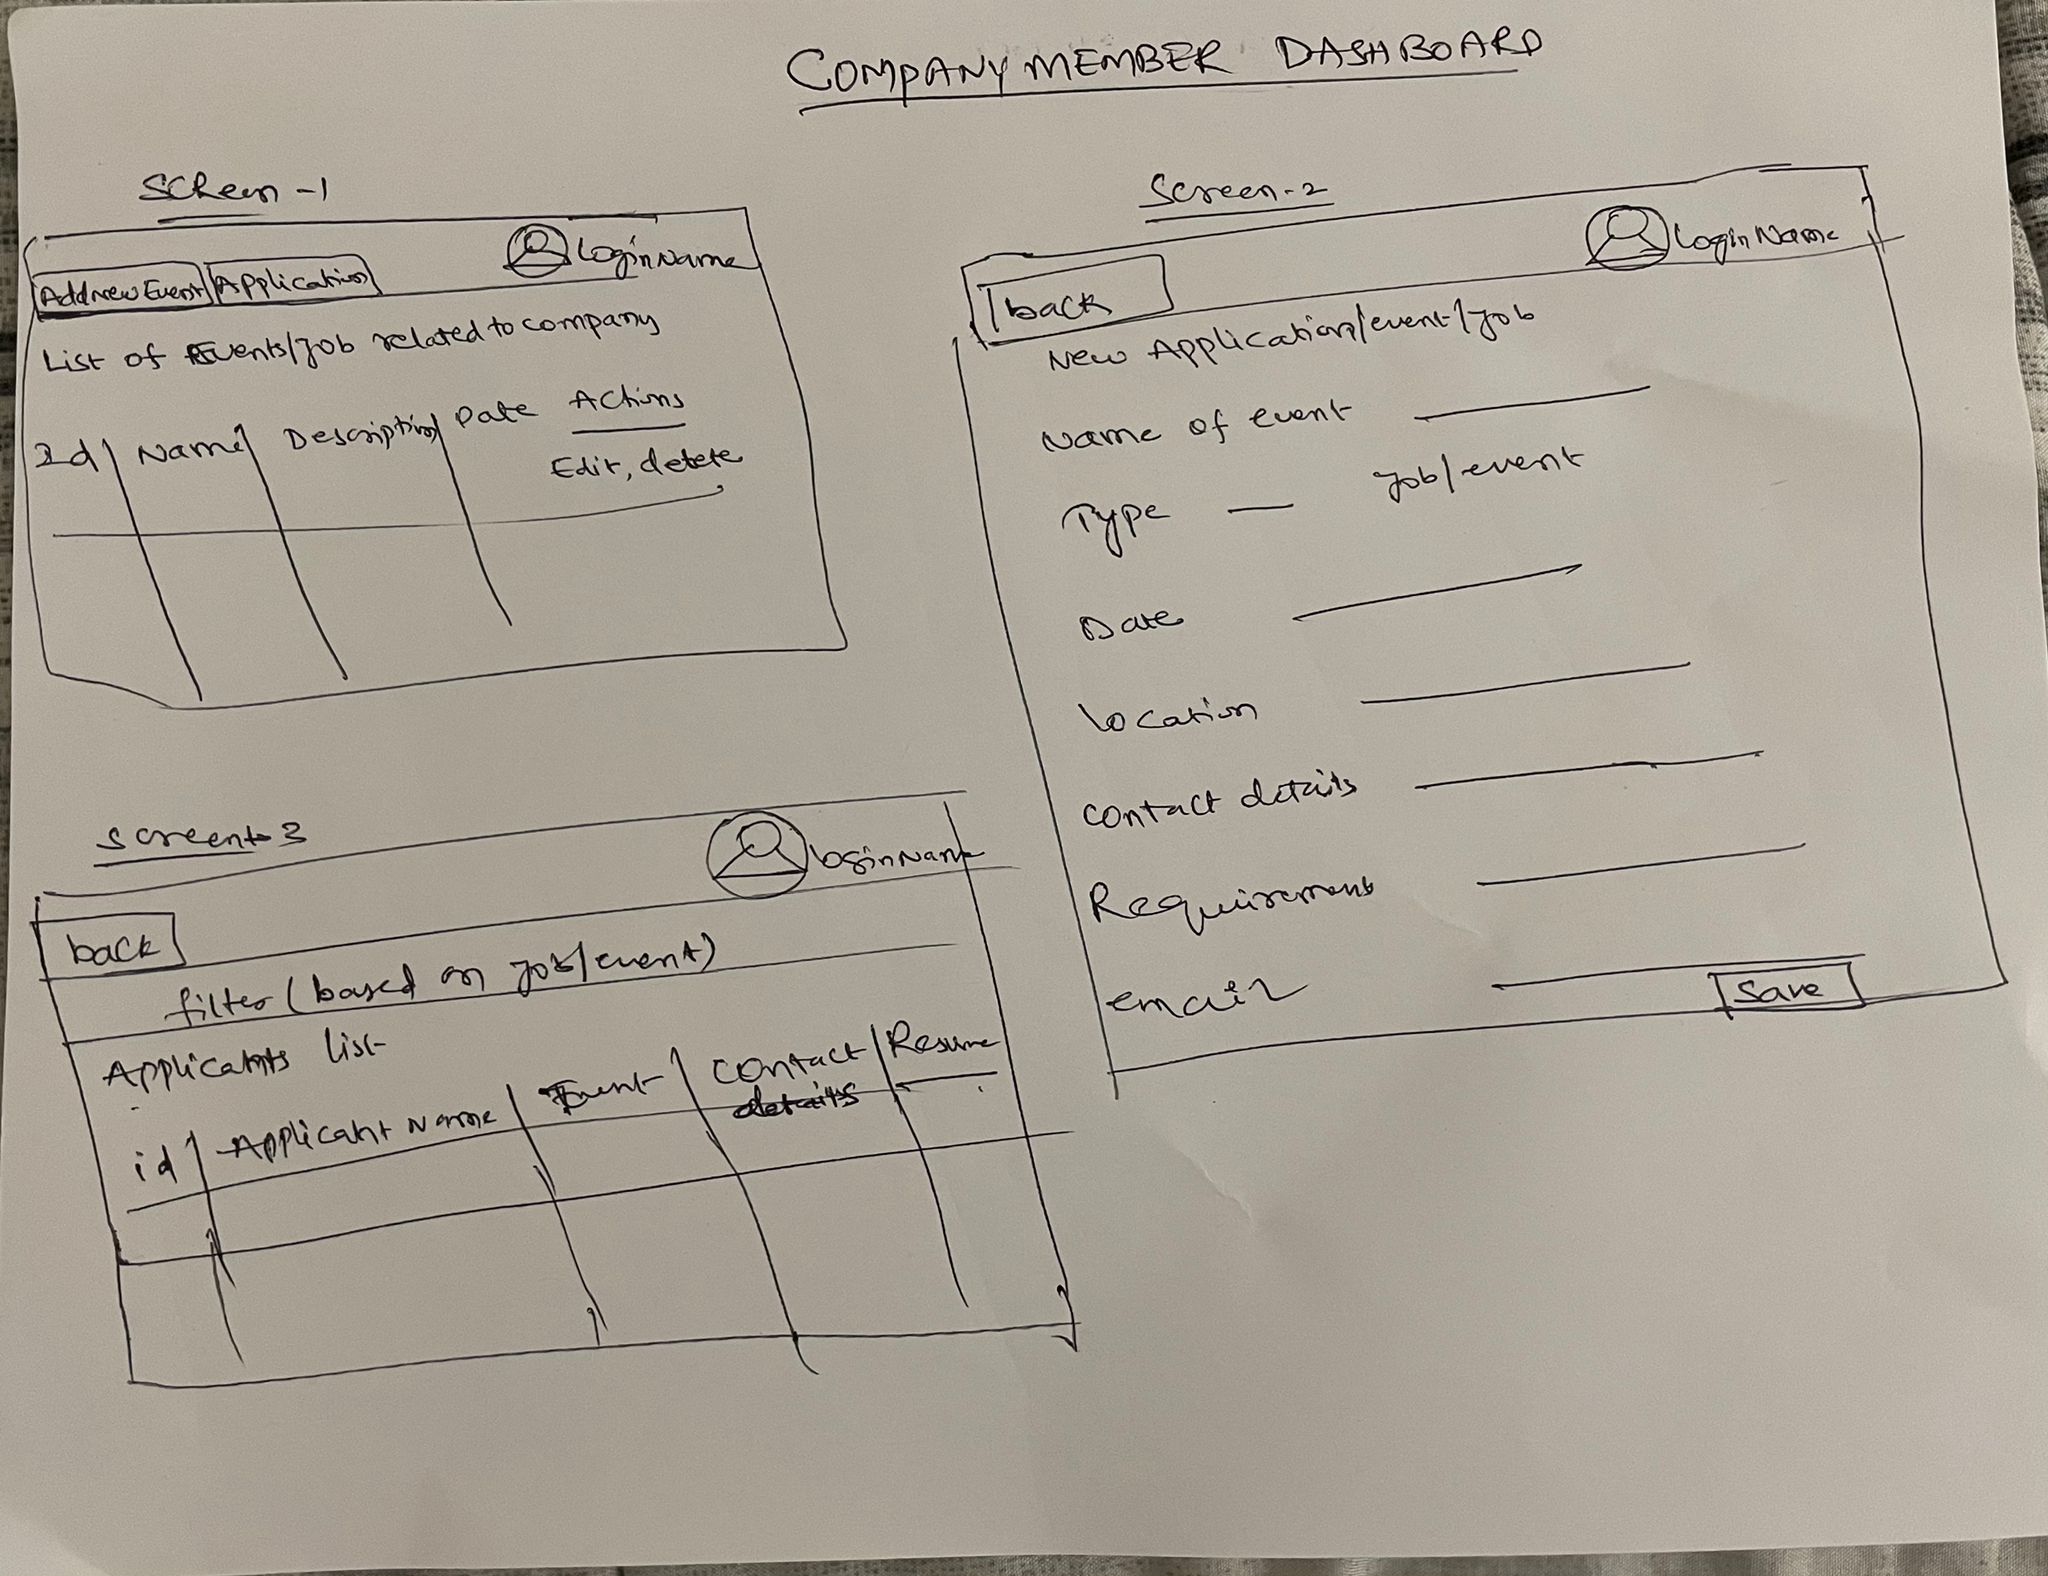 COMPANY MEMBER DASHBOARD
Screen -1
Login Name
Add new Event Application
List of Events/Job related to company
Id Name Description Date Actions
Edit, delete
Screen-2
Login Name
back
New Application/event/job
Name of event
Type — Job/event
Date
Location
contact details
Requirements
email
Save
Screen-3
Login Name
back
filter (based on job/event)
Applicants list
id Applicant Name Event contact details Resume